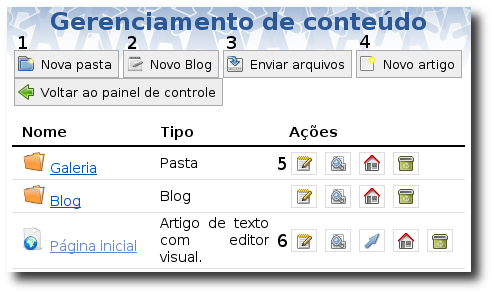 Gerenciamento de conteúdo
1 2 3 4
Nova pasta Novo Blog Enviar arquivos Novo artigo
Voltar ao painel de controle
Nome Tipo Ações
Galeria Pasta 5
Blog Blog
Página inicial Artigo de texto
com editor 6
visual.